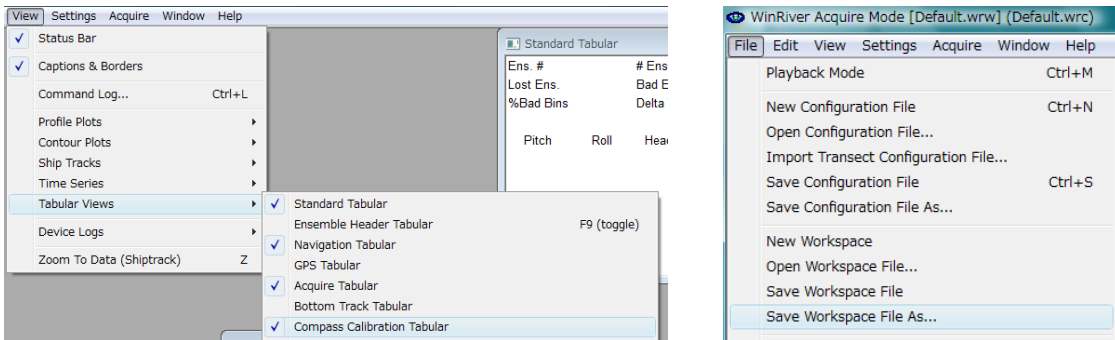 View Settings Acquire Window Help
Status Bar
Captions & Borders
Command Log... Ctrl+L
Profile Plots
Contour Plots
Ship Tracks
Time Series
Tabular Views
Device Logs
Zoom To Data (Shiptrack) Z
Standard Tabular
Ensemble Header Tabular F9 (toggle)
Navigation Tabular
GPS Tabular
Acquire Tabular
Bottom Track Tabular
Compass Calibration Tabular
Standard Tabular
Ens. # # Ens
Lost Ens. Bad E
%Bad Bins Delta
Pitch Roll Hea
WinRiver Acquire Mode [Default.wrw] (Default.wrc)
File Edit View Settings Acquire Window Help
Playback Mode Ctrl+M
New Configuration File Ctrl+N
Open Configuration File...
Import Transect Configuration File...
Save Configuration File Ctrl+S
Save Configuration File As...
New Workspace
Open Workspace File...
Save Workspace File
Save Workspace File As...